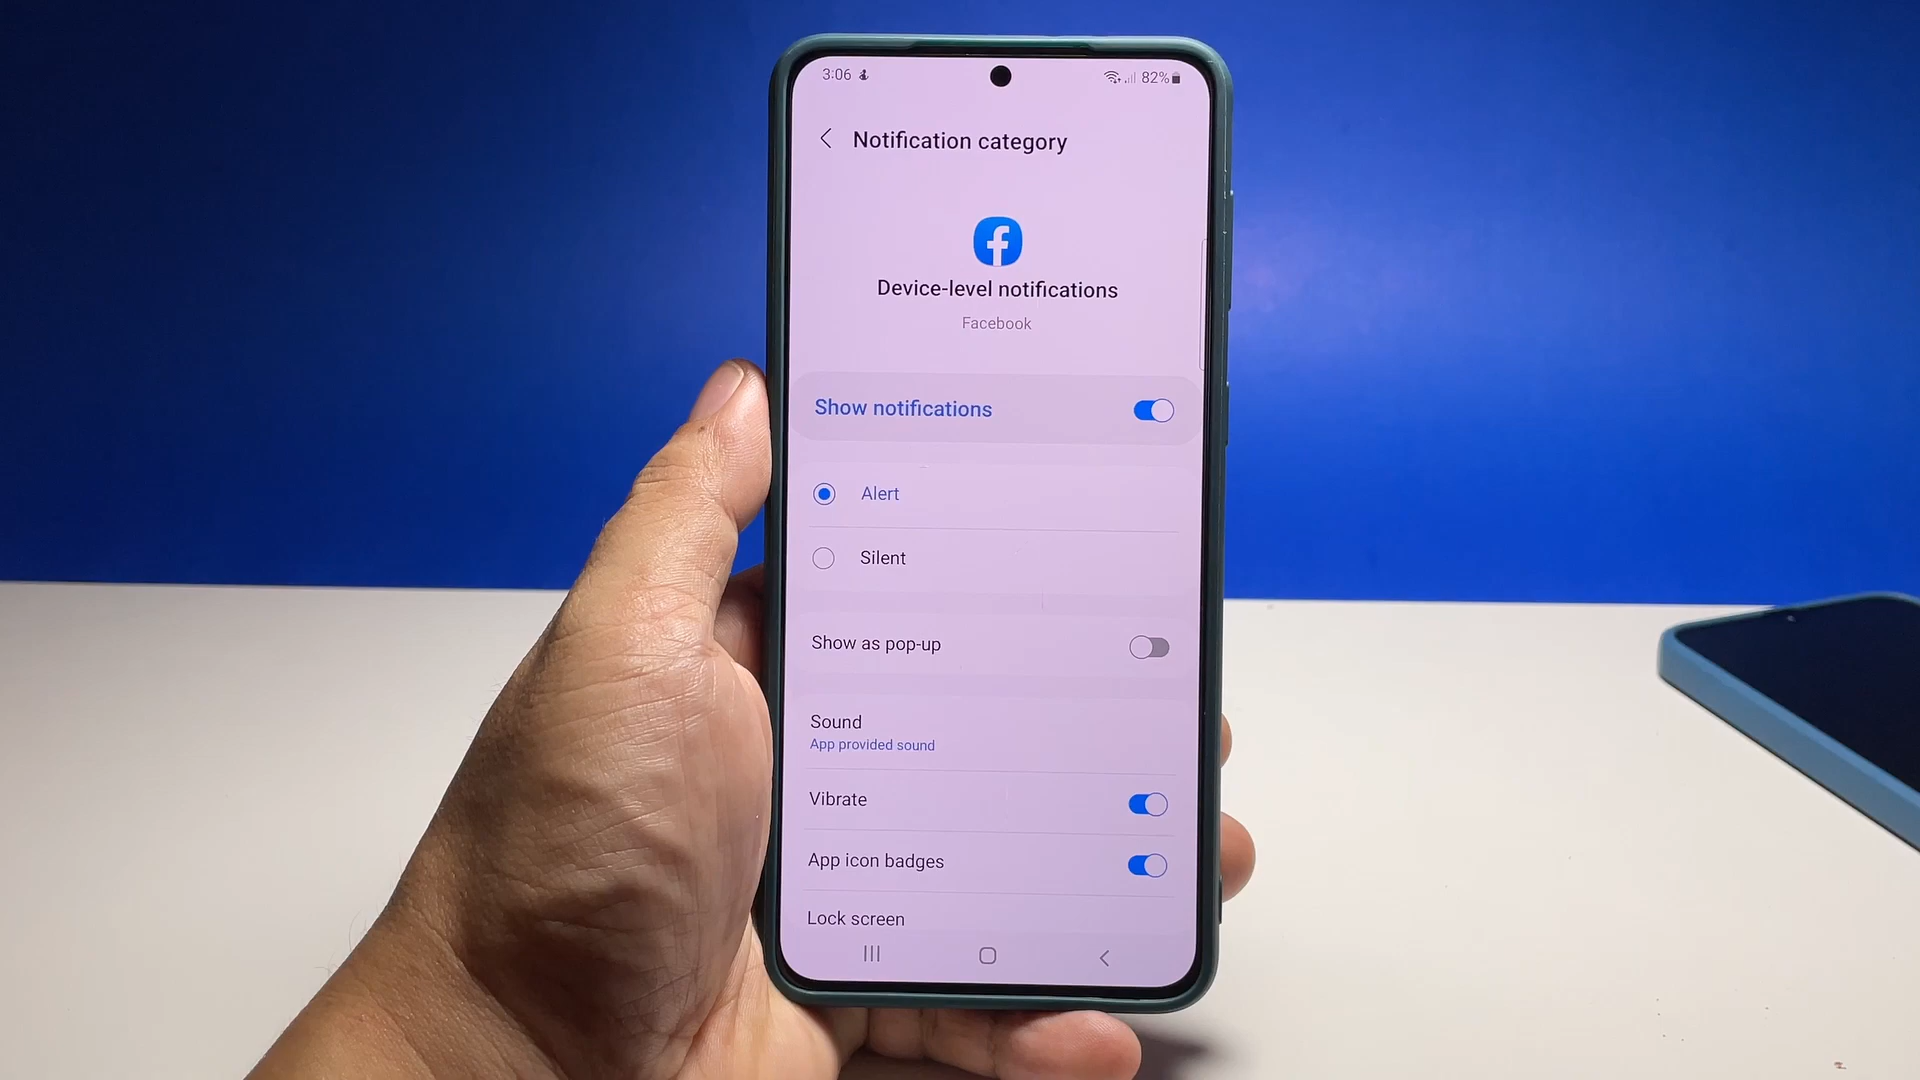 3:06
82%
Notification category
Device-level notifications
Facebook
Show notifications
Alert
Silent
Show as pop-up
Sound
App provided sound
Vibrate
App icon badges
Lock screen